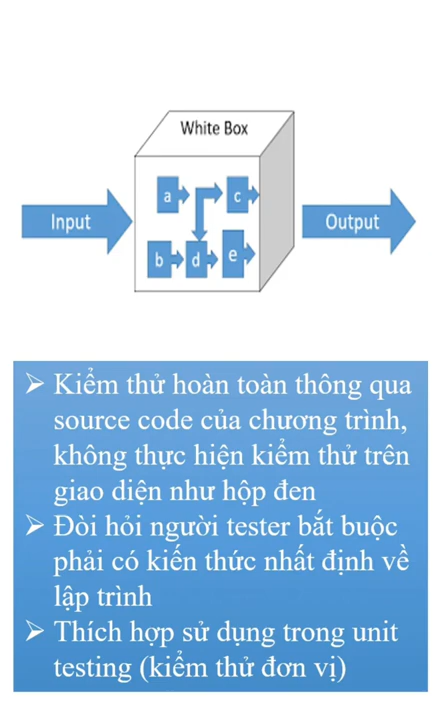 White Box
a
c
Input
Output
b
d
e
➢ Kiểm thử hoàn toàn thông qua
source code của chương trình,
không thực hiện kiểm thử trên
giao diện như hộp đen
➢ Đòi hỏi người tester bắt buộc
phải có kiến thức nhất định về
lập trình
➢ Thích hợp sử dụng trong unit
testing (kiểm thử đơn vị)